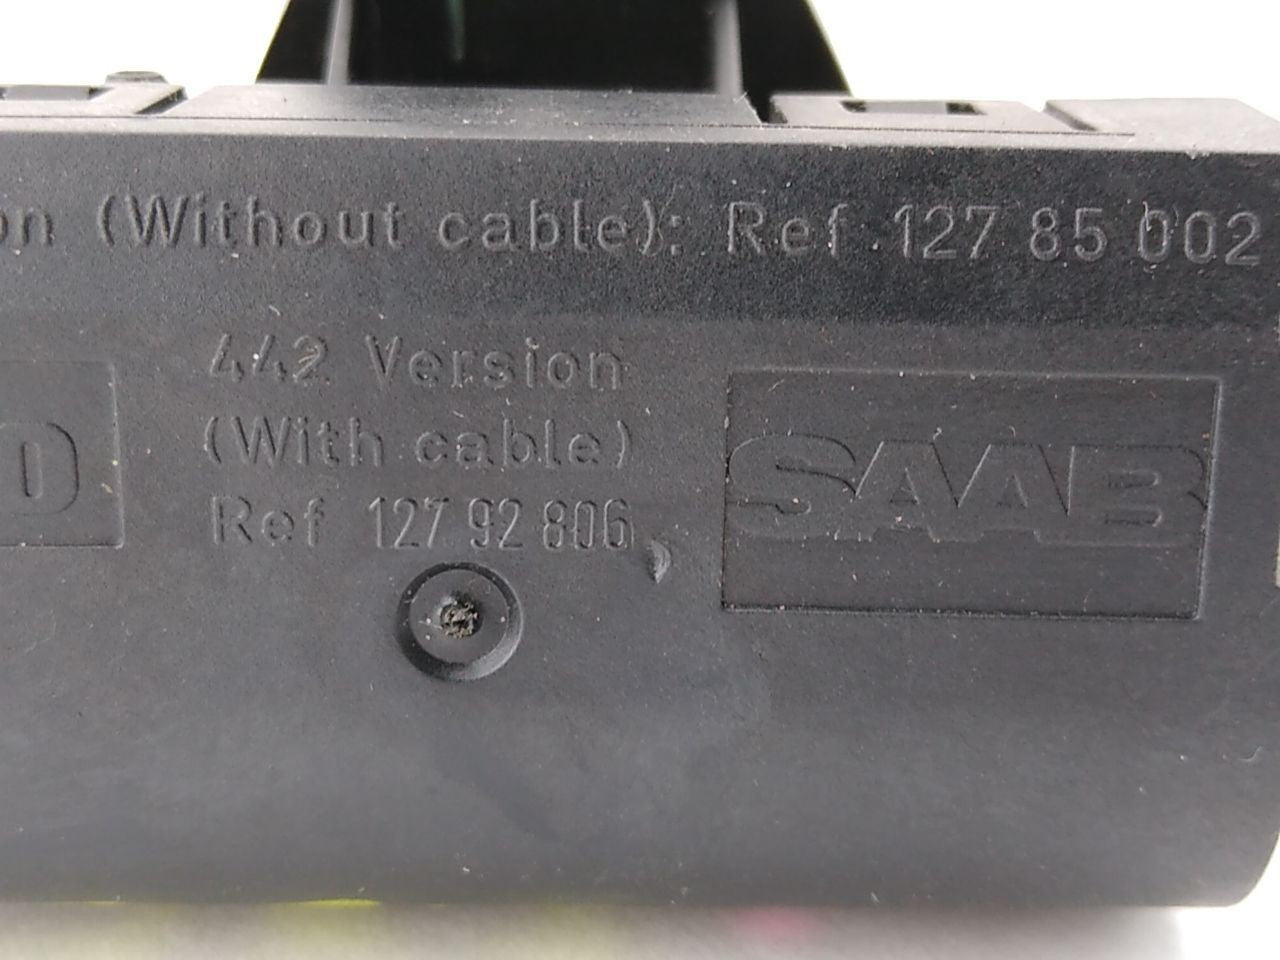 on (Without cable): Ref 127 85 002
442 Version
(With cable)
Ref 127 92 806
SAAB